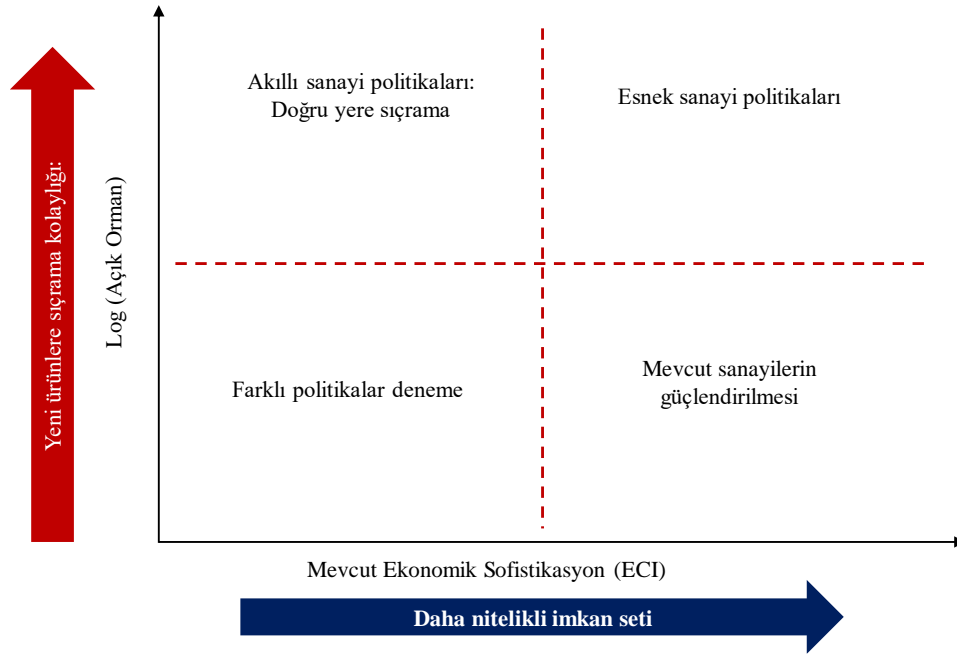 Akıllı sanayi politikaları:
Doğru yere sıçrama
Esnek sanayi politikaları
Yeni ürünlere sıçrama kolaylığı:
Log (Açık Orman)
Farklı politikalar deneme
Mevcut sanayilerin
güçlendirilmesi
Mevcut Ekonomik Sofistikasyon (ECI)
Daha nitelikli imkan seti